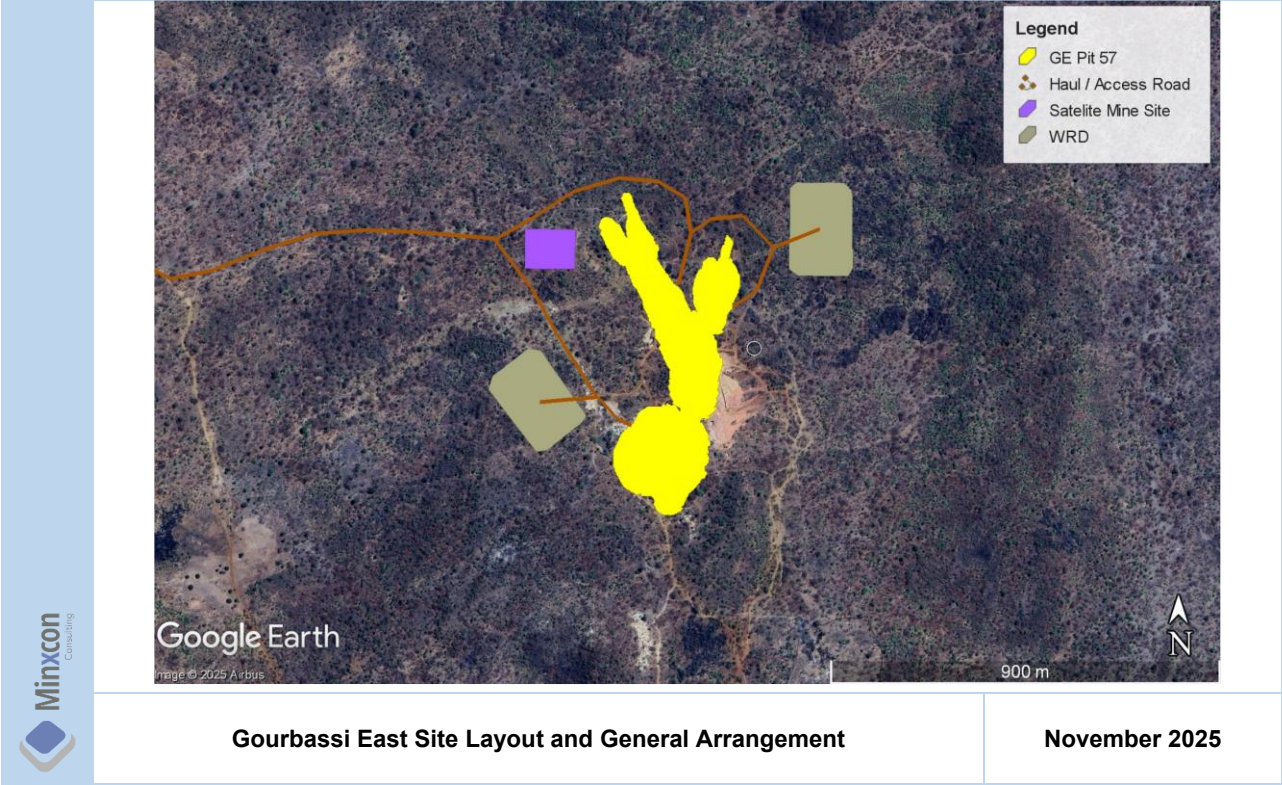 Legend
GE Pit 57
Haul / Access Road
Satelite Mine Site
WRD
Google Earth
Image © 2025 Airbus
900 m
N
Minxcon
Consulting
Gourbassi East Site Layout and General Arrangement
November 2025